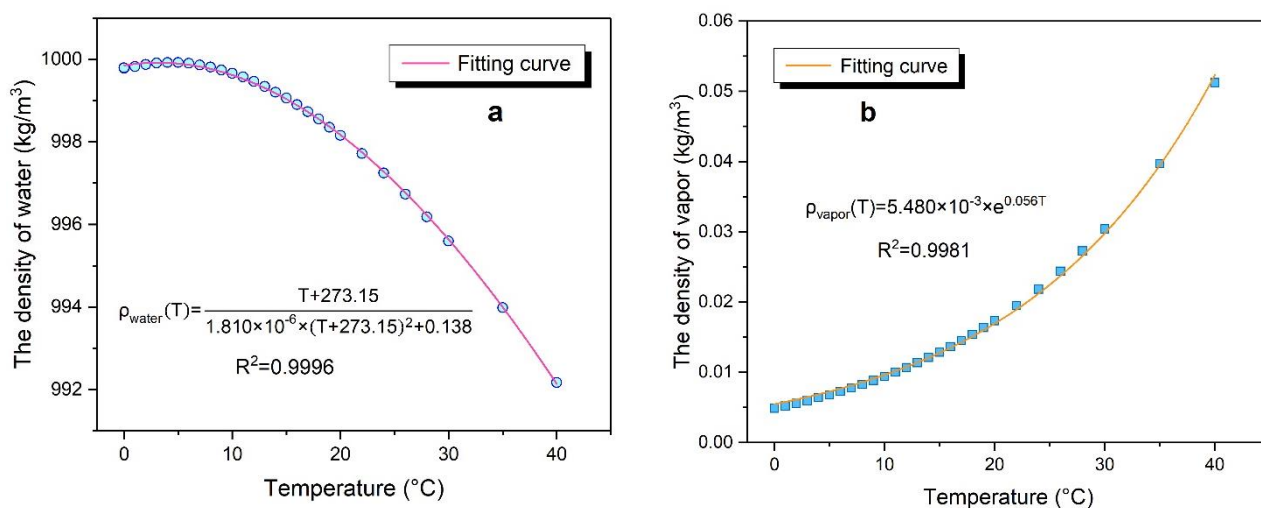 The density of water (kg/m³)
1000
998
996
994
992
Fitting curve
a
ρ_water(T)=
T+273.15
1.810×10⁻⁶×(T+273.15)²+0.138
R²=0.9996
0 10 20 30 40
Temperature (°C)
The density of vapor (kg/m³)
0.06
0.05
0.04
0.03
0.02
0.01
0.00
Fitting curve
b
ρ_vapor(T)=5.480×10⁻³×e^0.056T
R²=0.9981
0 10 20 30 40
Temperature (°C)